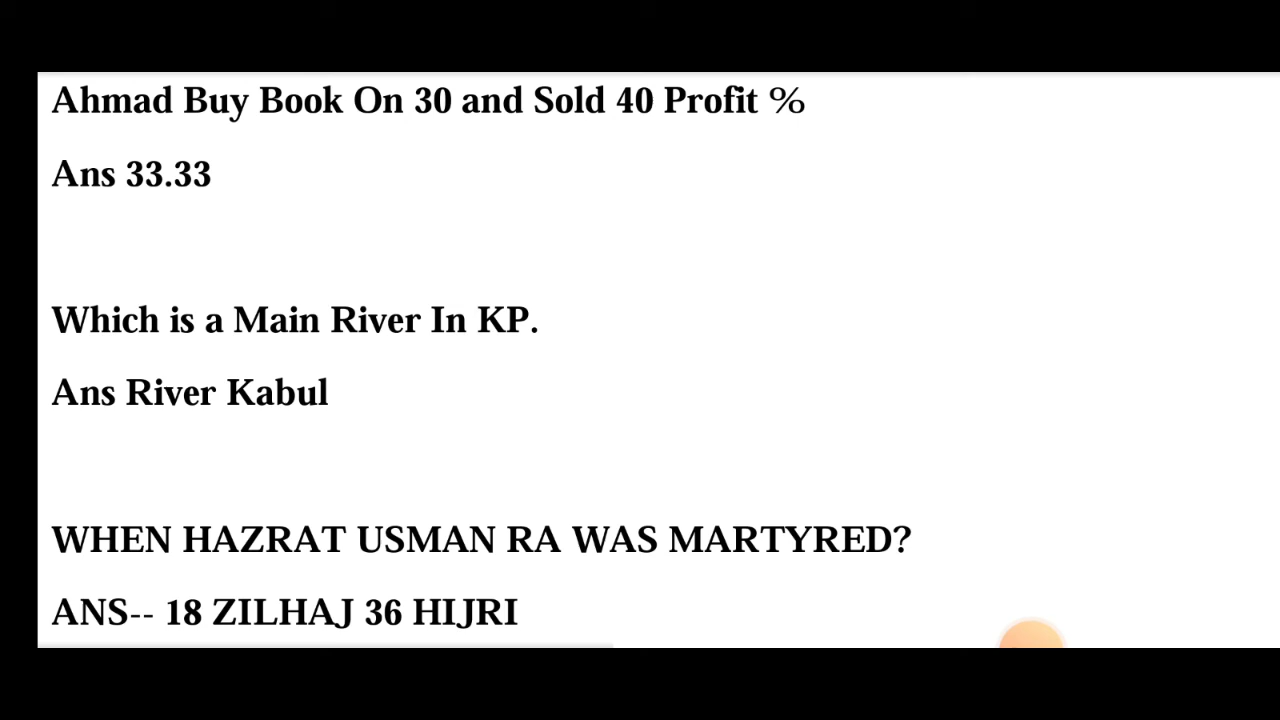 Ahmad Buy Book On 30 and Sold 40 Profit %
Ans 33.33
Which is a Main River In KP.
Ans River Kabul
WHEN HAZRAT USMAN RA WAS MARTYRED?
ANS-- 18 ZILHAJ 36 HIJRI